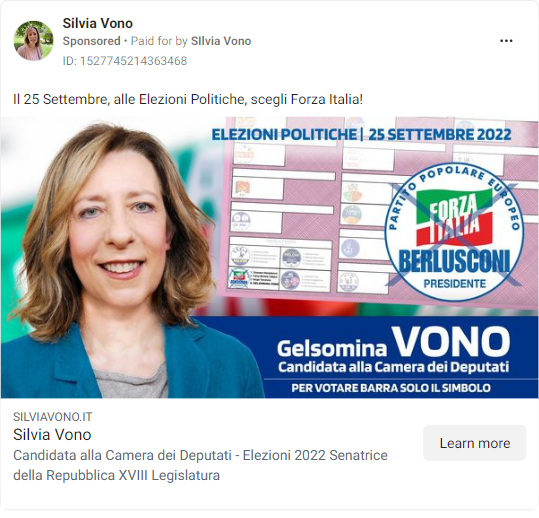 Silvia Vono
Sponsored • Paid for by SIlvia Vono
ID: 1527745214363468
Il 25 Settembre, alle Elezioni Politiche, scegli Forza Italia!
ELEZIONI POLITICHE | 25 SETTEMBRE 2022
PARTITO POPOLARE EUROPEO
FORZA
ITALIA
BERLUSCONI
PRESIDENTE
Gelsomina VONO
Candidata alla Camera dei Deputati
PER VOTARE BARRA SOLO IL SIMBOLO
SILVIAVONO.IT
Silvia Vono
Candidata alla Camera dei Deputati - Elezioni 2022 Senatrice
della Repubblica XVIII Legislatura
Learn more